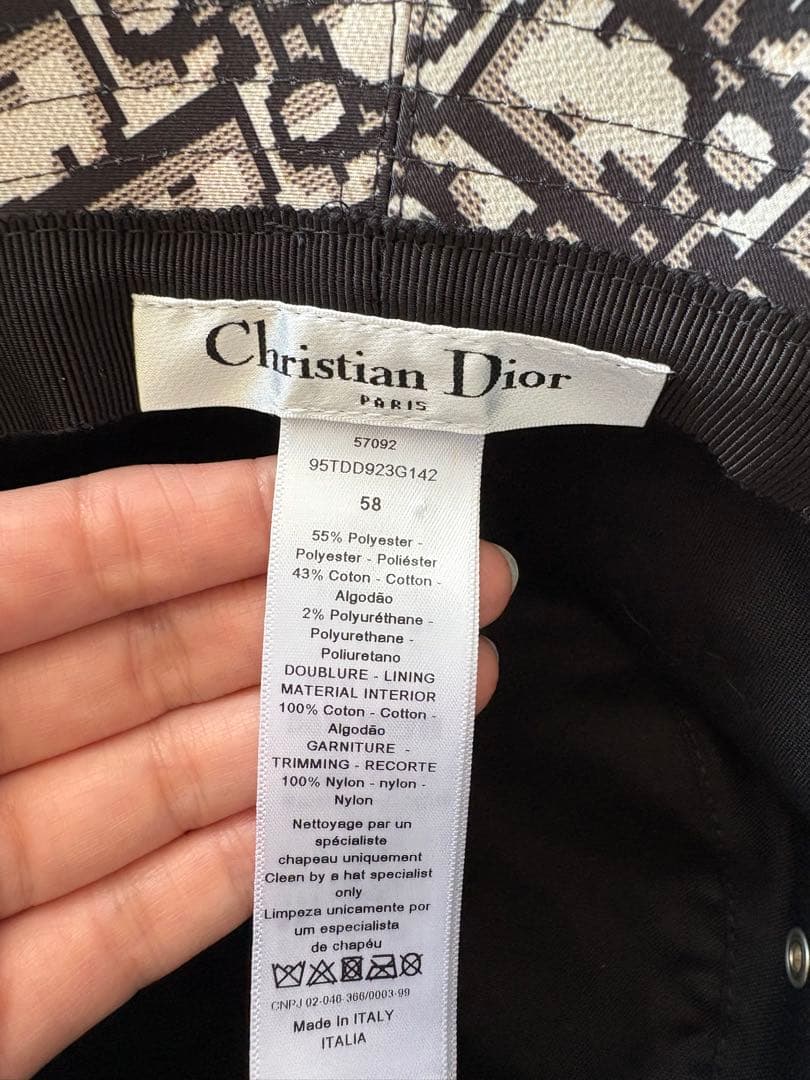 Christian Dior
PARIS
57092
95TDD923G142
58
55% Polyester -
Polyester - Poliéster
43% Coton - Cotton -
Algodão
2% Polyuréthane -
Polyurethane -
Poliuretano
DOUBLURE - LINING
MATERIAL INTERIOR
100% Coton - Cotton -
Algodão
GARNITURE -
TRIMMING - RECORTE
100% Nylon - nylon -
Nylon
Nettoyage par un
spécialiste
chapeau uniquement
Clean by a hat specialist
only
Limpeza unicamente por
um especialista
de chapéu
CNPJ 02-046-366/0003-99
Made In ITALY
ITALIA